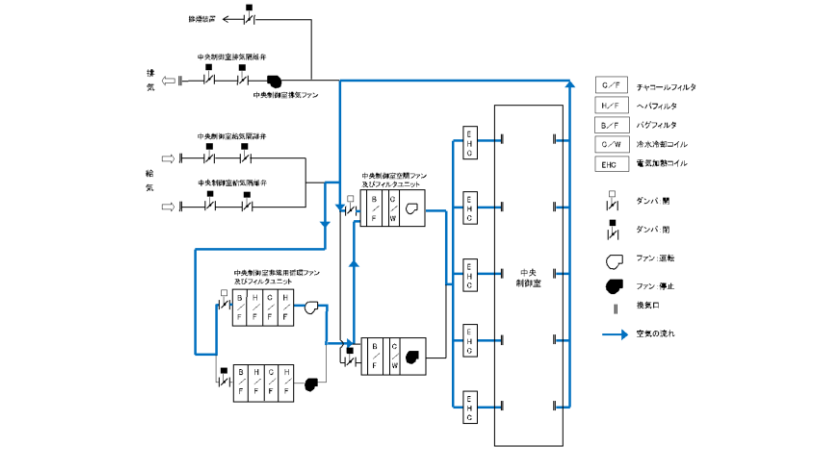 排煙装置
中央制御室排気隔離弁
排気
中央制御室排気ファン
中央制御室給気隔離弁
給気
中央制御室給気隔離弁
中央制御室空調ファン
及びフィルタユニット
B/F
C/W
中央制御室非常用循環ファン
及びフィルタユニット
B/F
H/F
C/F
H/F
B/F
H/F
C/F
H/F
B/F
C/W
EHC
EHC
EHC
EHC
EHC
中央
制御室
C/F チャコールフィルタ
H/F ヘパフィルタ
B/F バグフィルタ
C/W 冷水冷却コイル
EHC 電気加熱コイル
ダンパ:開
ダンパ:閉
ファン:運転
ファン:停止
換気口
空気の流れ